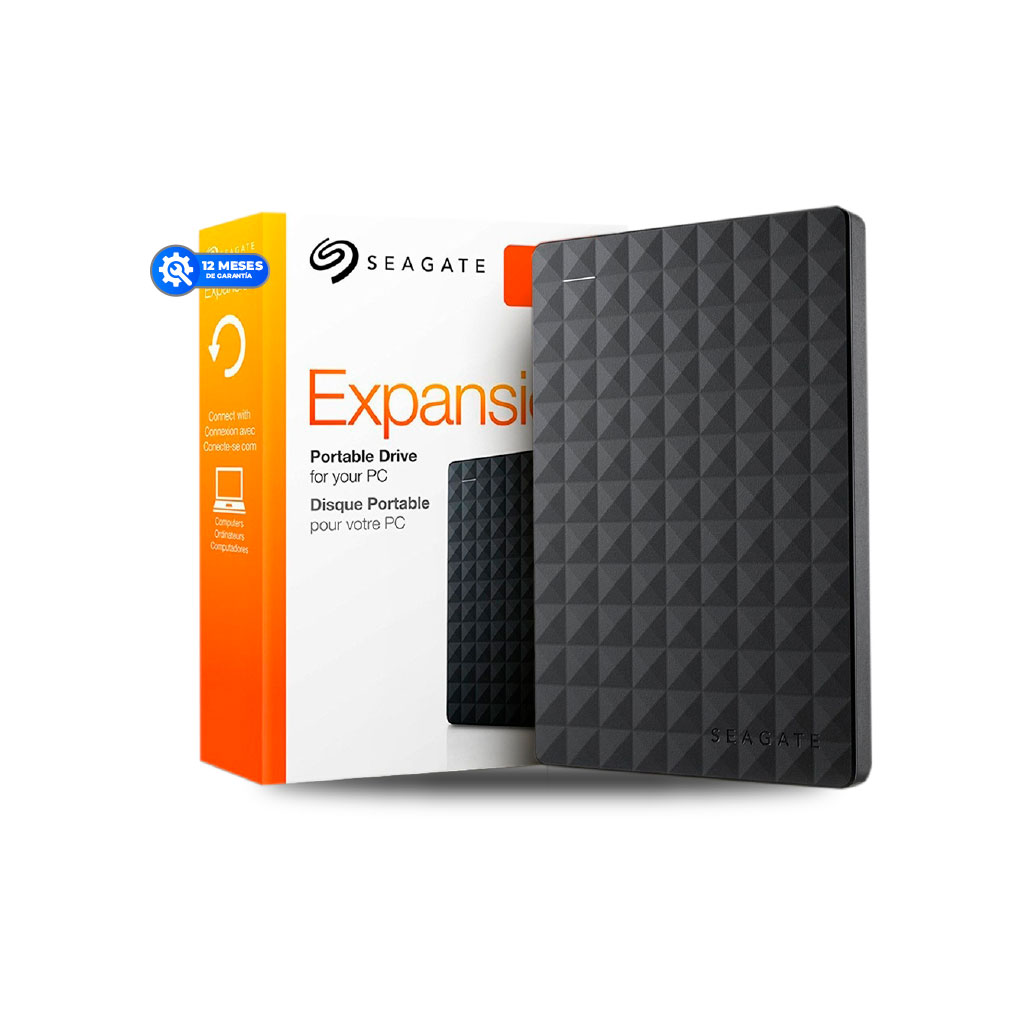 SEAGATE
12 MESES
DE GARANTÍA
Connect with
Connexion avec
Conecte-se com
Computers
Ordinateurs
Computadores
SEAGATE
Expansi
Portable Drive
for your PC
Disque Portable
pour votre PC
SEAGATE